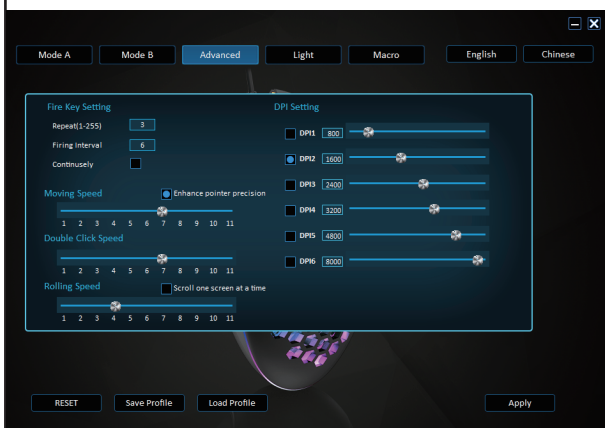 Mode A Mode B Advanced Light Macro English Chinese
Fire Key Setting
Repeat(1-255) 3
Firing Interval 6
Continusely
Moving Speed Enhance pointer precision
1 2 3 4 5 6 7 8 9 10 11
Double Click Speed
1 2 3 4 5 6 7 8 9 10 11
Rolling Speed Scroll one screen at a time
1 2 3 4 5 6 7 8 9 10 11
DPI Setting
DPI1 800
DPI2 1600
DPI3 2400
DPI4 3200
DPI5 4800
DPI6 8000
RESET Save Profile Load Profile Apply